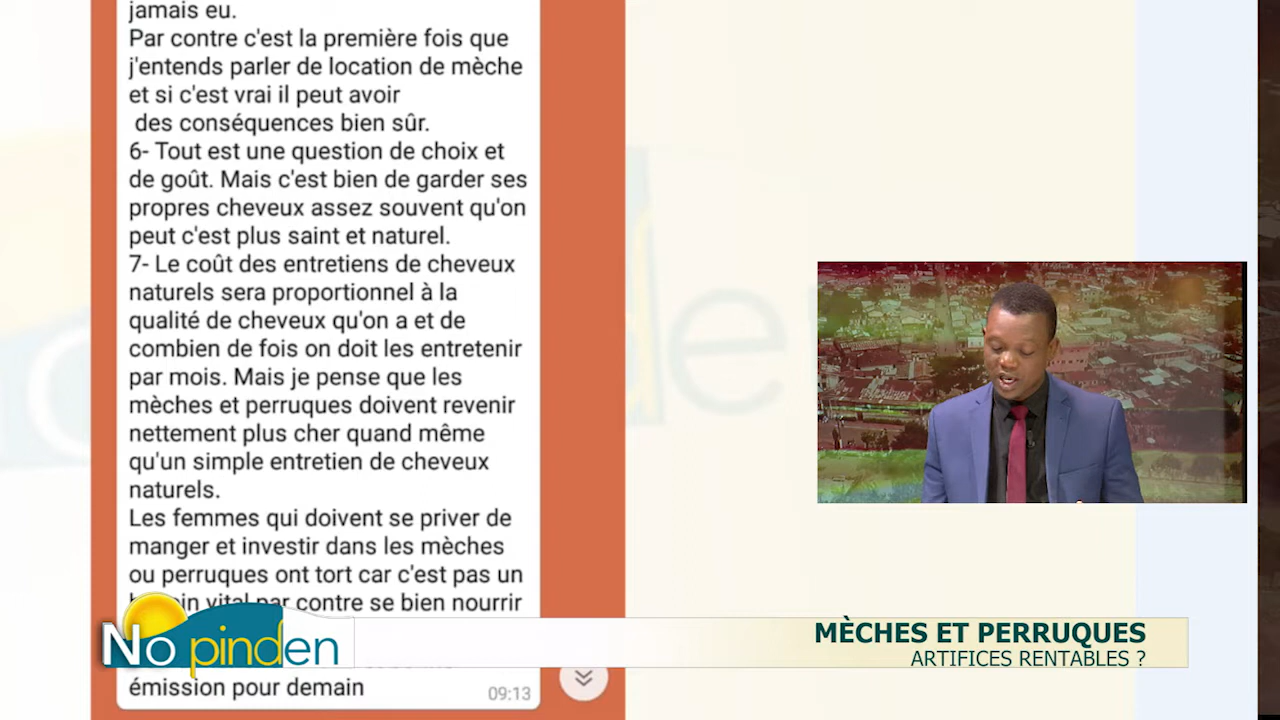 jamais eu.
Par contre c'est la première fois que
j'entends parler de location de mèche
et si c'est vrai il peut avoir
des conséquences bien sûr.
6- Tout est une question de choix et
de goût. Mais c'est bien de garder ses
propres cheveux assez souvent qu'on
peut c'est plus saint et naturel.
7- Le coût des entretiens de cheveux
naturels sera proportionnel à la
qualité de cheveux qu'on a et de
combien de fois on doit les entretenir
par mois. Mais je pense que les
mèches et perruques doivent revenir
nettement plus cher quand même
qu'un simple entretien de cheveux
naturels.
Les femmes qui doivent se priver de
manger et investir dans les mèches
ou perruques ont tort car c'est pas un
vital par contre se bien nourrir
émission pour demain
09:13
No pinden
MÈCHES ET PERRUQUES
ARTIFICES RENTABLES ?